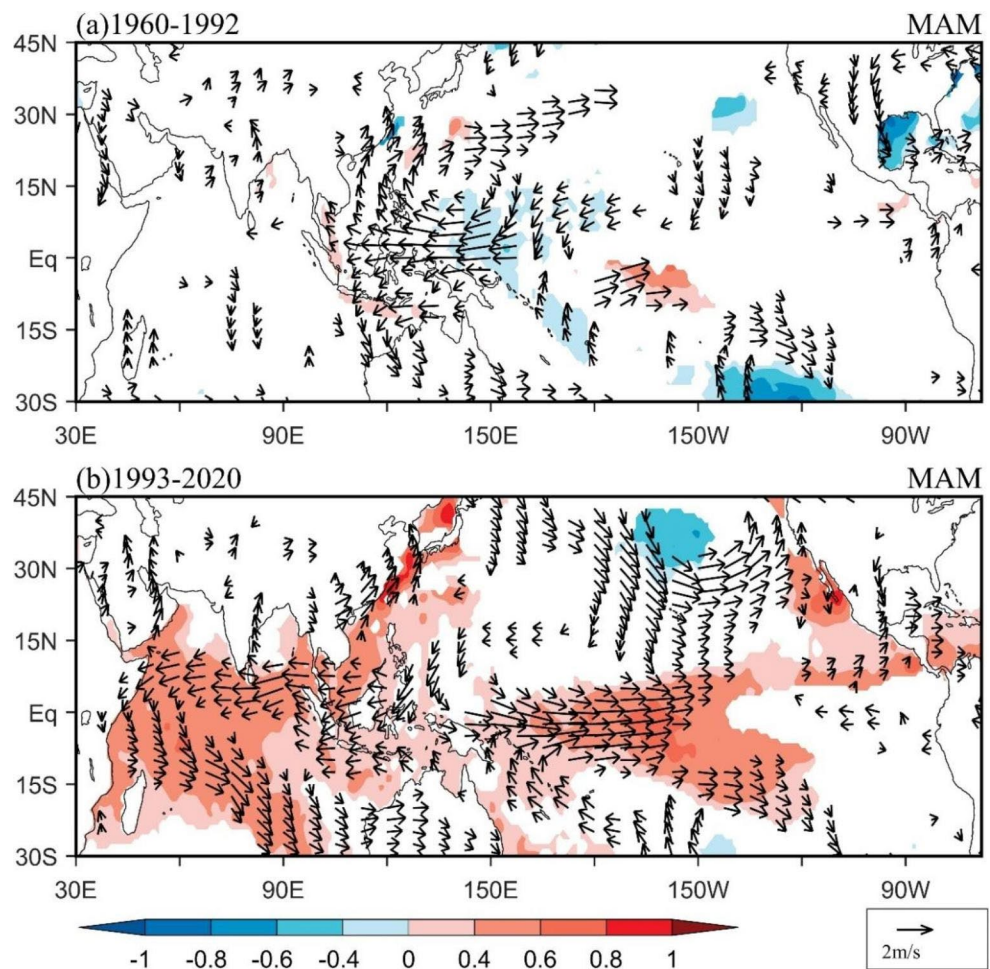 (a)1960-1992 MAM
45N
30N
15N
Eq
15S
30S
30E 90E 150E 150W 90W
(b)1993-2020 MAM
45N
30N
15N
Eq
15S
30S
30E 90E 150E 150W 90W
-1 -0.8 -0.6 -0.4 0 0.4 0.6 0.8 1
2m/s